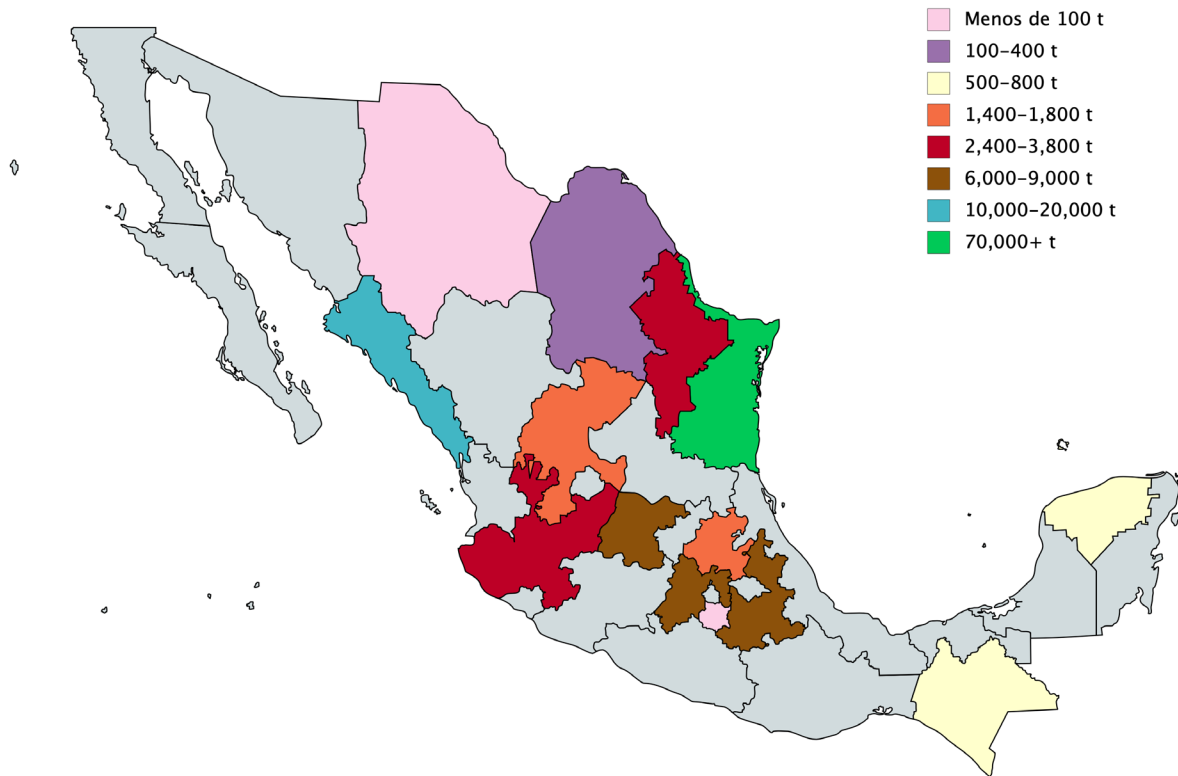 Menos de 100 t
100–400 t
500–800 t
1,400–1,800 t
2,400–3,800 t
6,000–9,000 t
10,000–20,000 t
70,000+ t